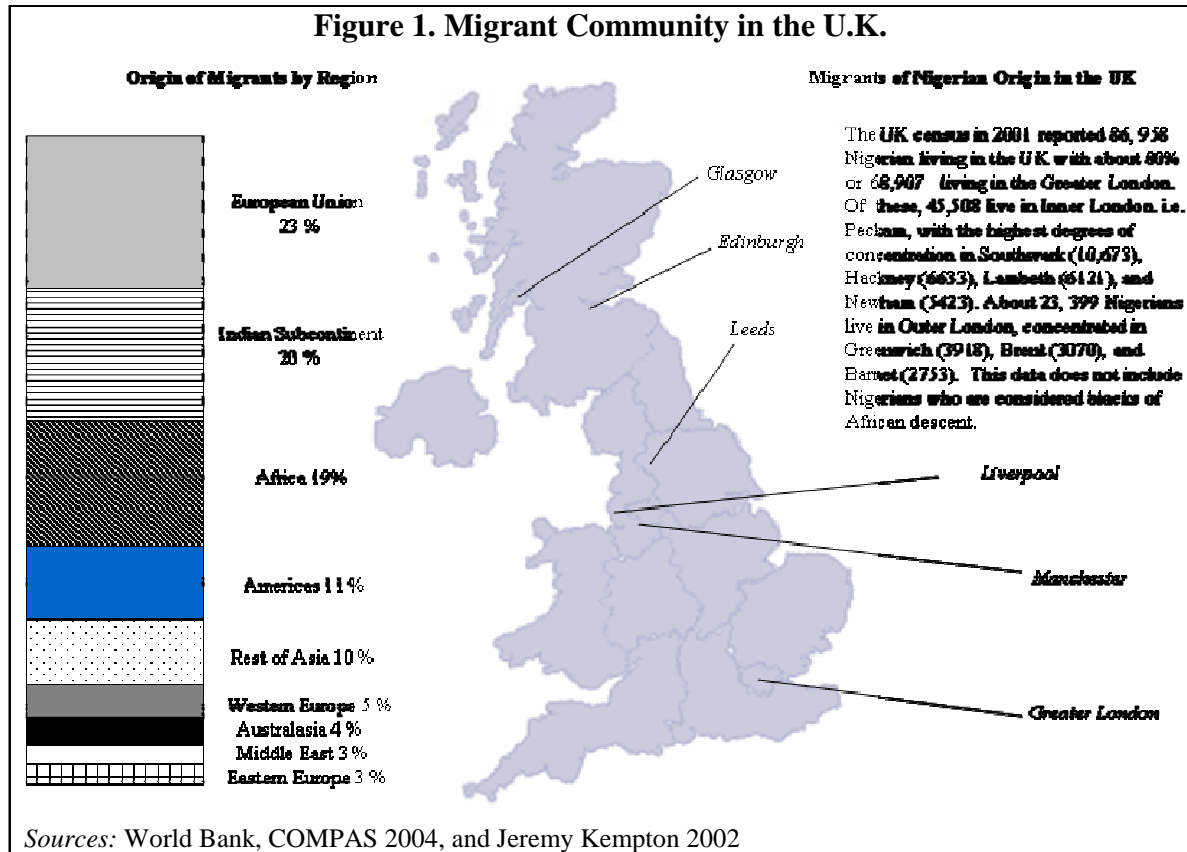 Figure 1. Migrant Community in the U.K.
Origin of Migrants by Region
European Union
23 %
Indian Subcontinent
20 %
Africa 19%
Americas 11 %
Rest of Asia 10 %
Western Europe 5 %
Australasia 4 %
Middle East 3 %
Eastern Europe 3 %
Glasgow
Edinburgh
Leeds
Liverpool
Manchester
Greater London
Migrants of Nigerian Origin in the UK
The UK census in 2001 reported 86, 958
Nigerian living in the UK with about 80%
or 68,907 living in the Greater London.
Of these, 45,508 live in Inner London. i.e.
Peckam, with the highest degrees of
concentration in Southwark (10,673),
Hackney (6633), Lambeth (6121), and
Newham (5423). About 23, 399 Nigerians
live in Outer London, concentrated in
Greenwich (3918), Brent (3070), and
Barnet (2753). This data does not include
Nigerians who are considered blacks of
African descent.
Sources: World Bank, COMPAS 2004, and Jeremy Kempton 2002